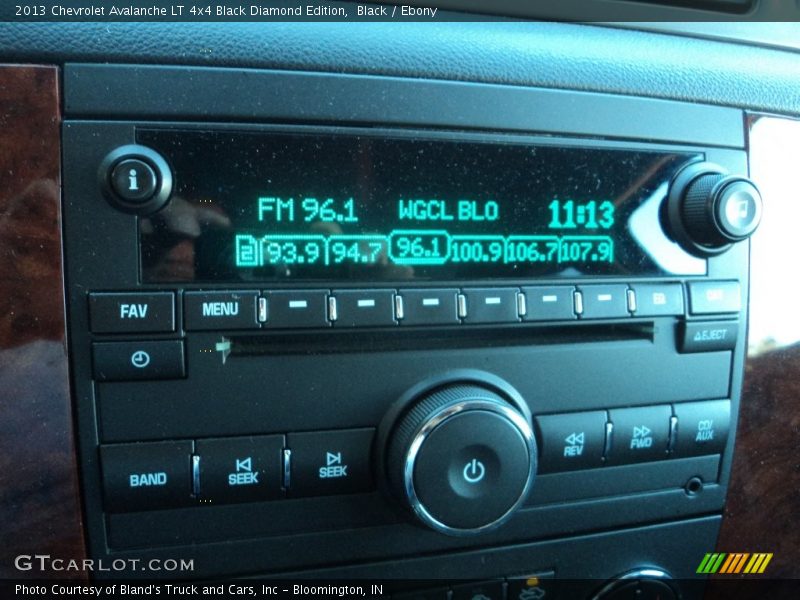 2013 Chevrolet Avalanche LT 4x4 Black Diamond Edition, Black / Ebony
i
FM 96.1 WGCL BLO 11:13
2 93.9 94.7 96.1 100.9 106.7 107.9
FAV MENU
EJECT
BAND SEEK SEEK REV FWD CD/AUX
GTCARLOT.COM
Photo Courtesy of Bland's Truck and Cars, Inc - Bloomington, IN